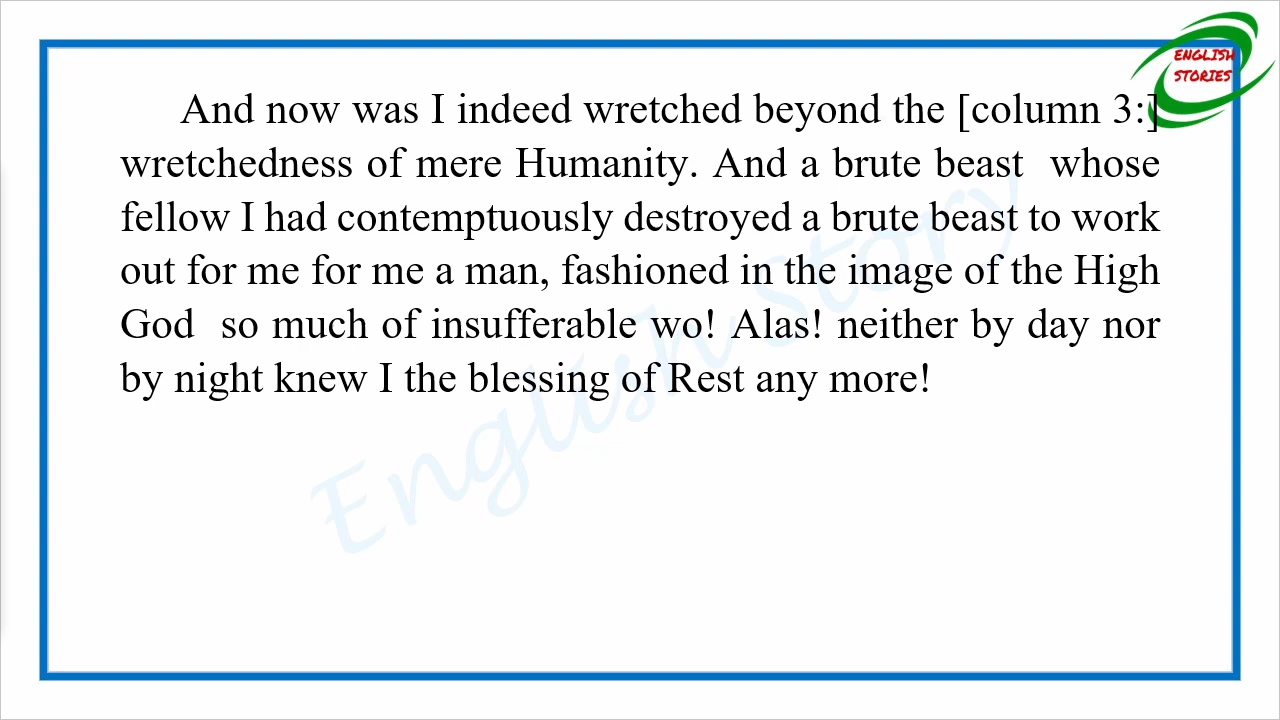 ENGLISH
STORIES
And now was I indeed wretched beyond the [column 3:]
wretchedness of mere Humanity. And a brute beast  whose
fellow I had contemptuously destroyed a brute beast to work
out for me for me a man, fashioned in the image of the High
God  so much of insufferable wo! Alas! neither by day nor
by night knew I the blessing of Rest any more!
English Story